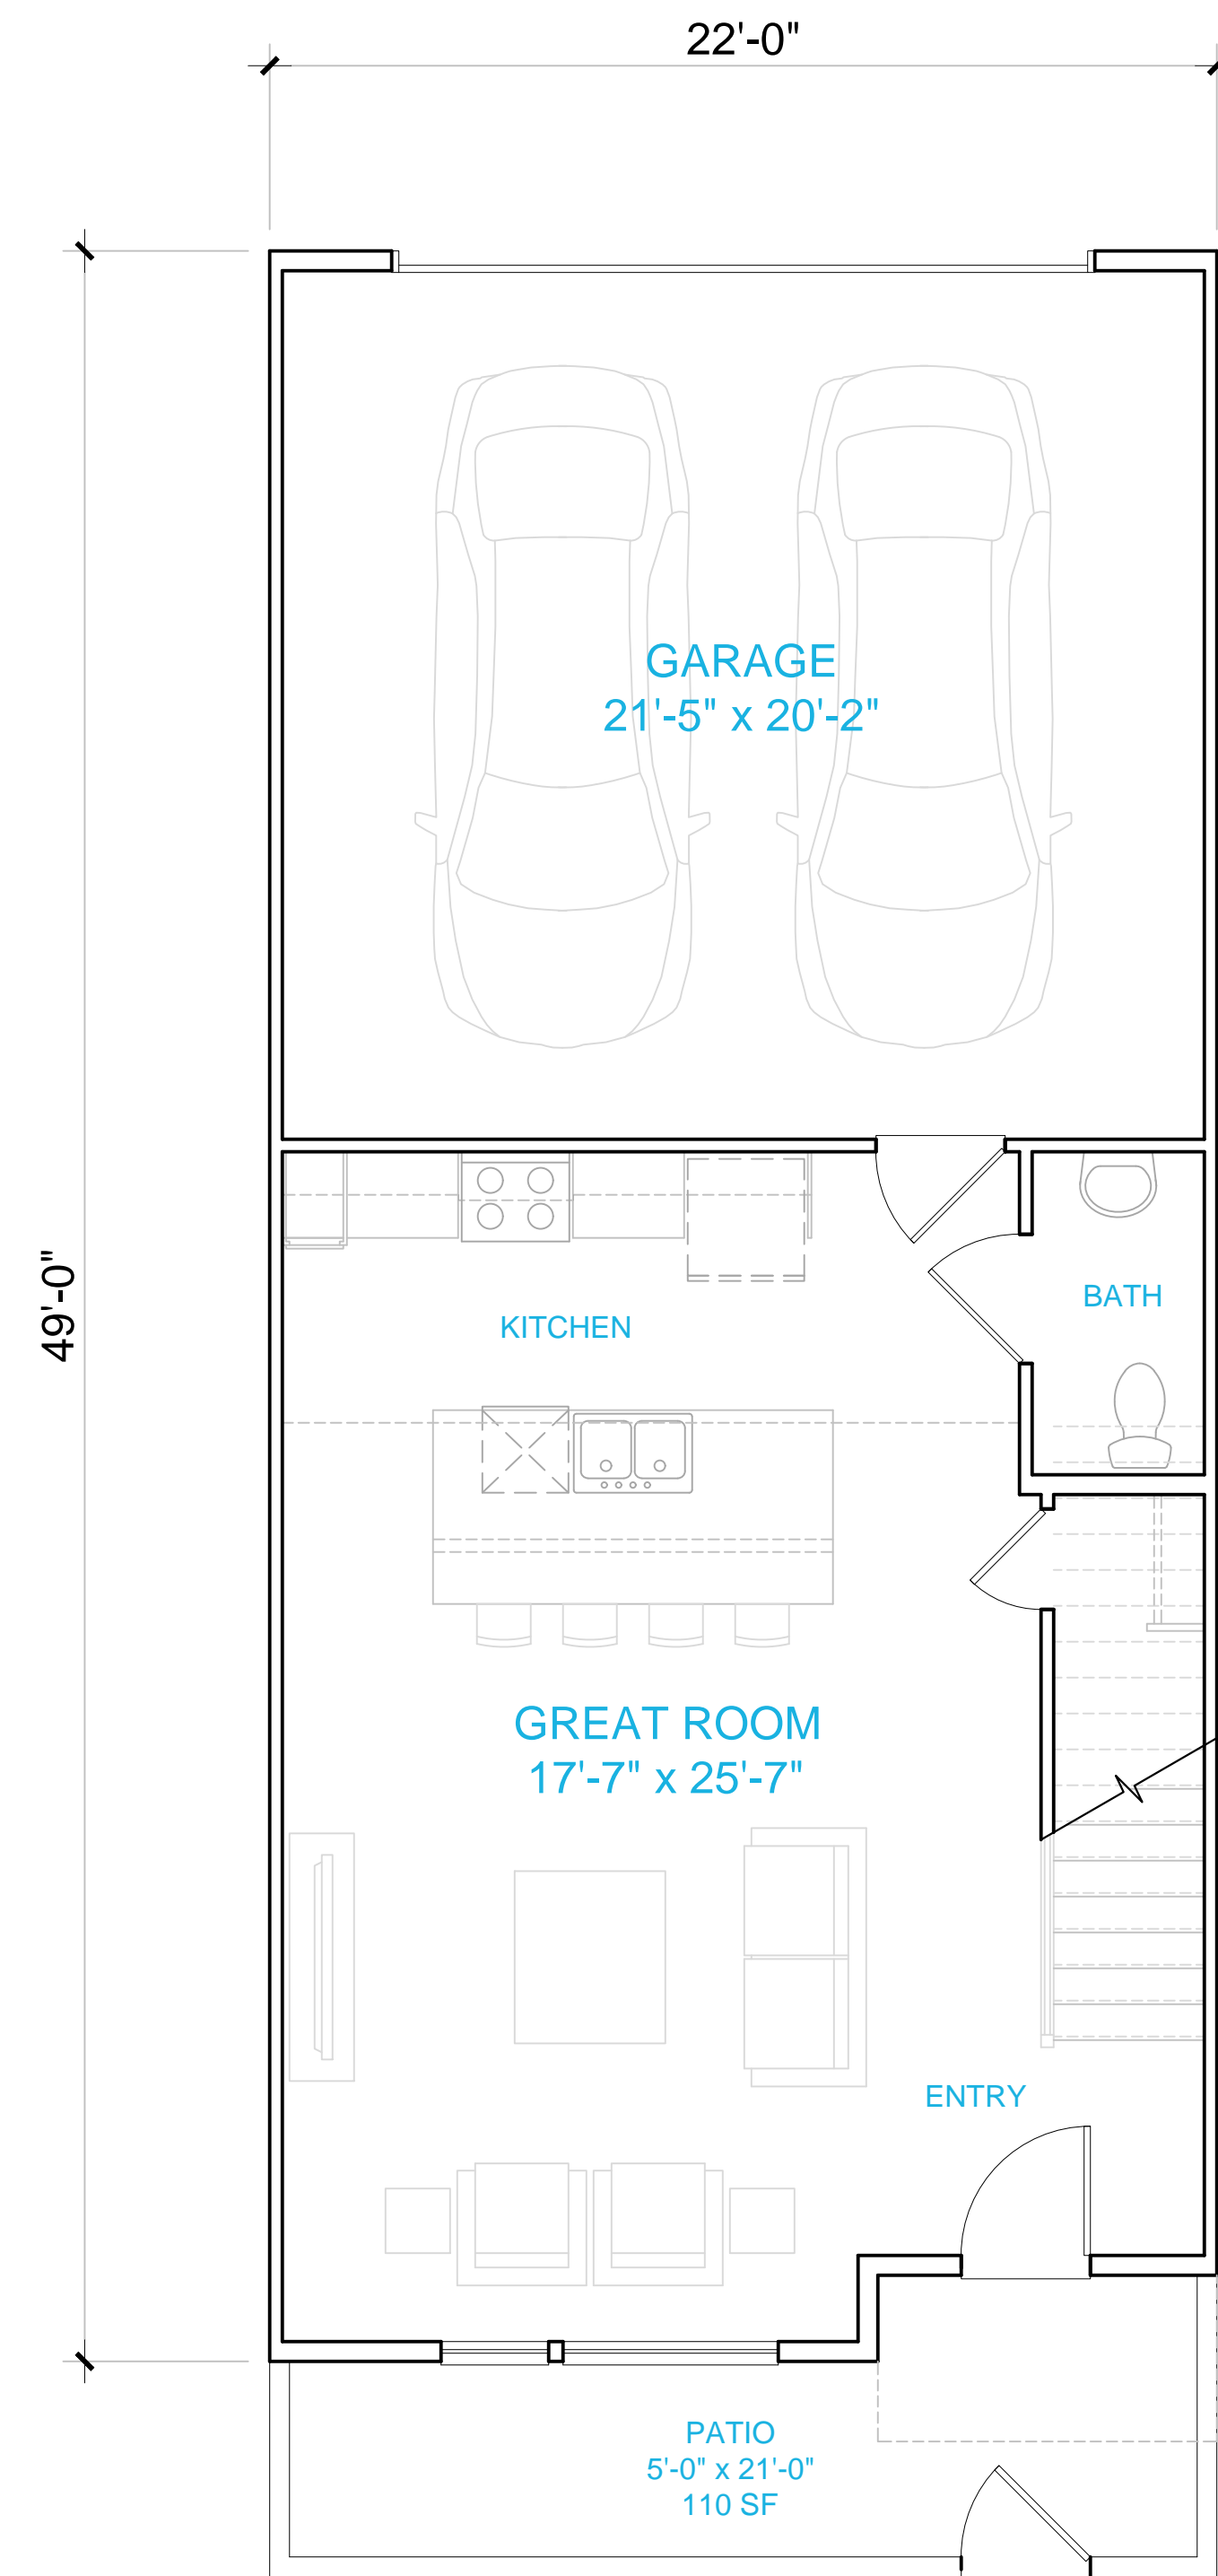 22'-0"
GARAGE
21'-5" x 20'-2"
49'-0"
KITCHEN
BATH
GREAT ROOM
17'-7" x 25'-7"
ENTRY
PATIO
5'-0" x 21'-0"
110 SF